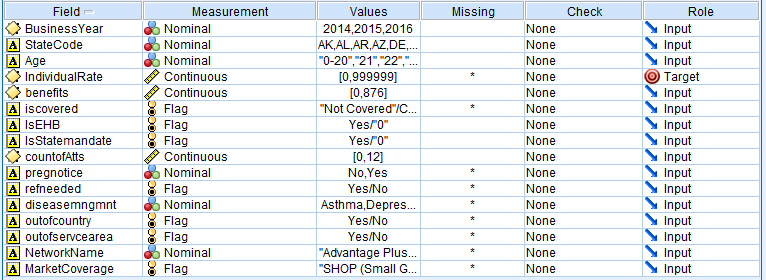 Field Measurement Values Missing Check Role
BusinessYear Nominal 2014,2015,2016 None Input
A StateCode Nominal AK,AL,AR,AZ,DE,... None Input
A Age Nominal "0-20","21","22","... None Input
IndividualRate Continuous [0,999999] * None Target
benefits Continuous [0,876] None Input
A iscovered Flag "Not Covered"/C... * None Input
A IsEHB Flag Yes/"0" None Input
A IsStatemandate Flag Yes/"0" None Input
countofAtts Continuous [0,12] None Input
A pregnotice Nominal No,Yes * None Input
A refneeded Flag Yes/No * None Input
A diseasemngmnt Nominal Asthma,Depres... * None Input
A outofcountry Flag Yes/No None Input
A outofservcearea Flag Yes/No * None Input
A NetworkName Nominal "Advantage Plus... * None Input
A MarketCoverage Flag "SHOP (Small G... * None Input